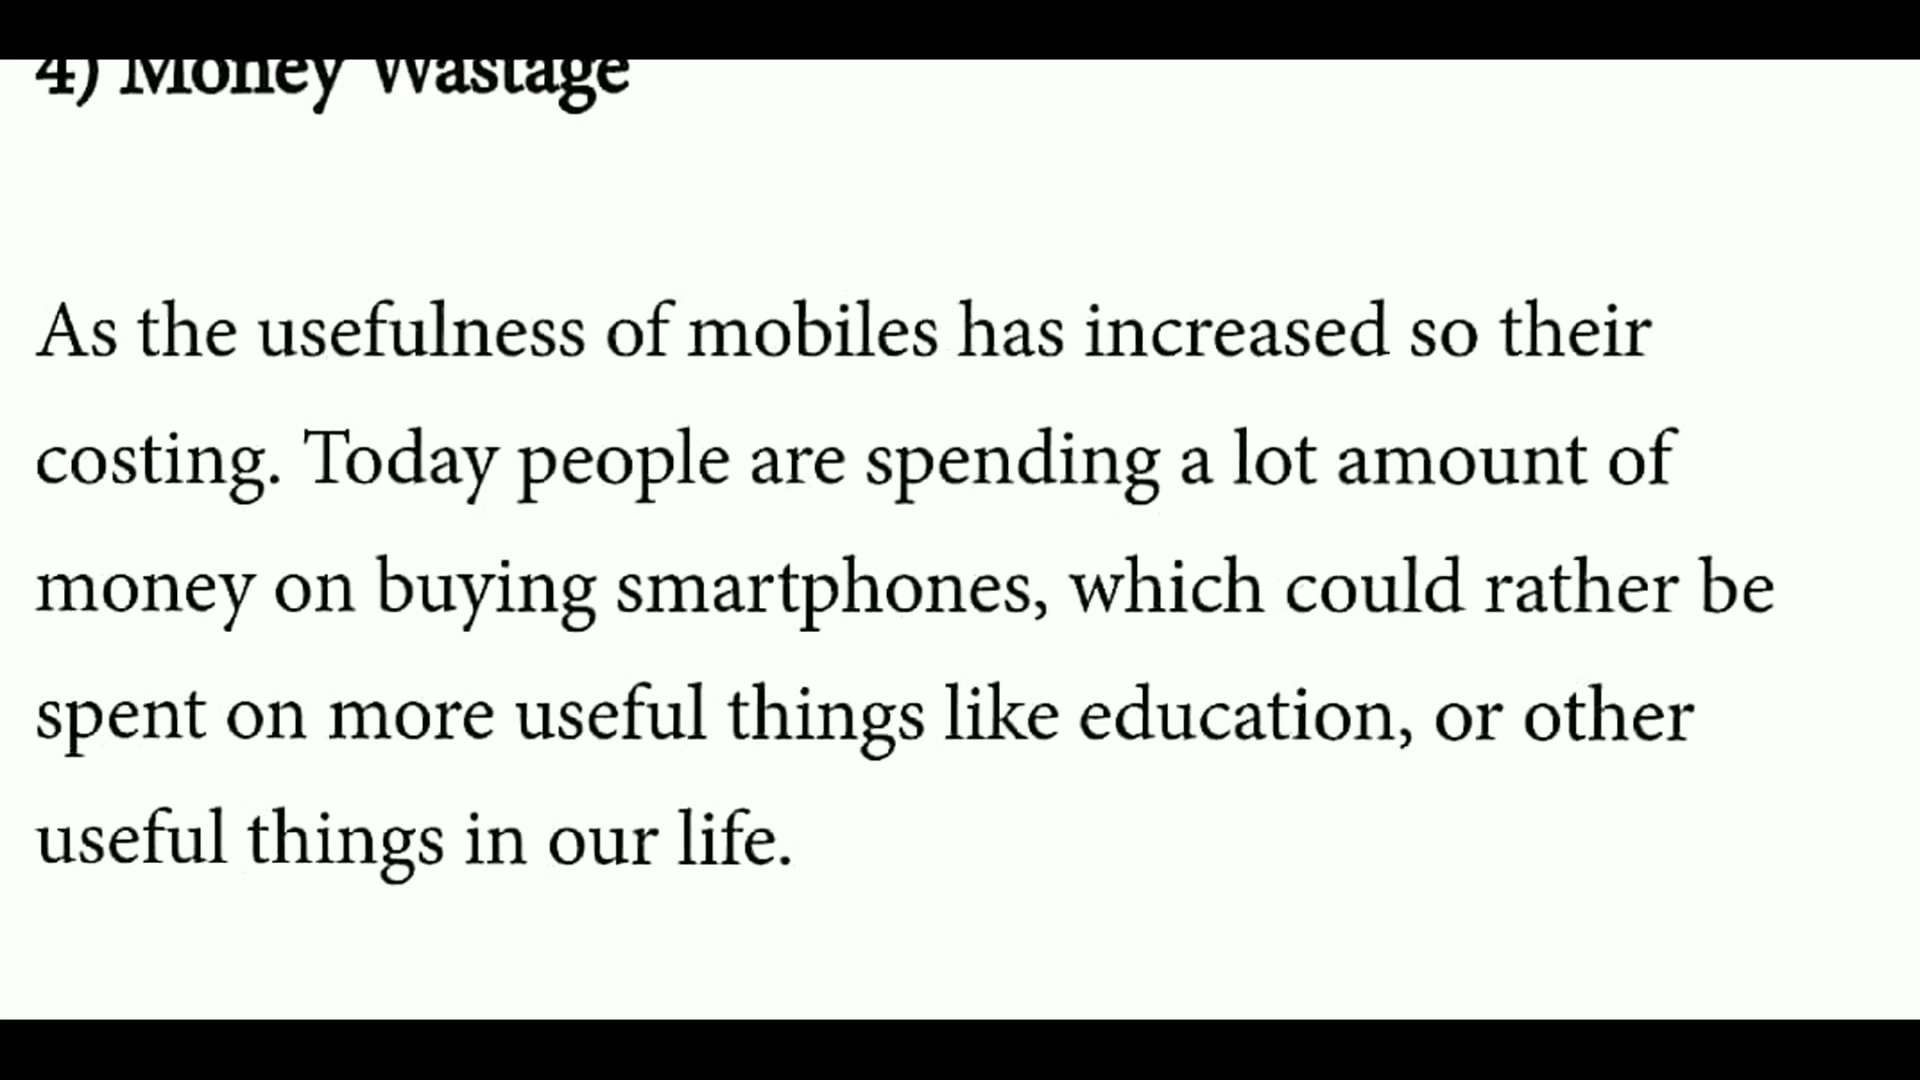 4) Money Wastage
As the usefulness of mobiles has increased so their
costing. Today people are spending a lot amount of
money on buying smartphones, which could rather be
spent on more useful things like education, or other
useful things in our life.